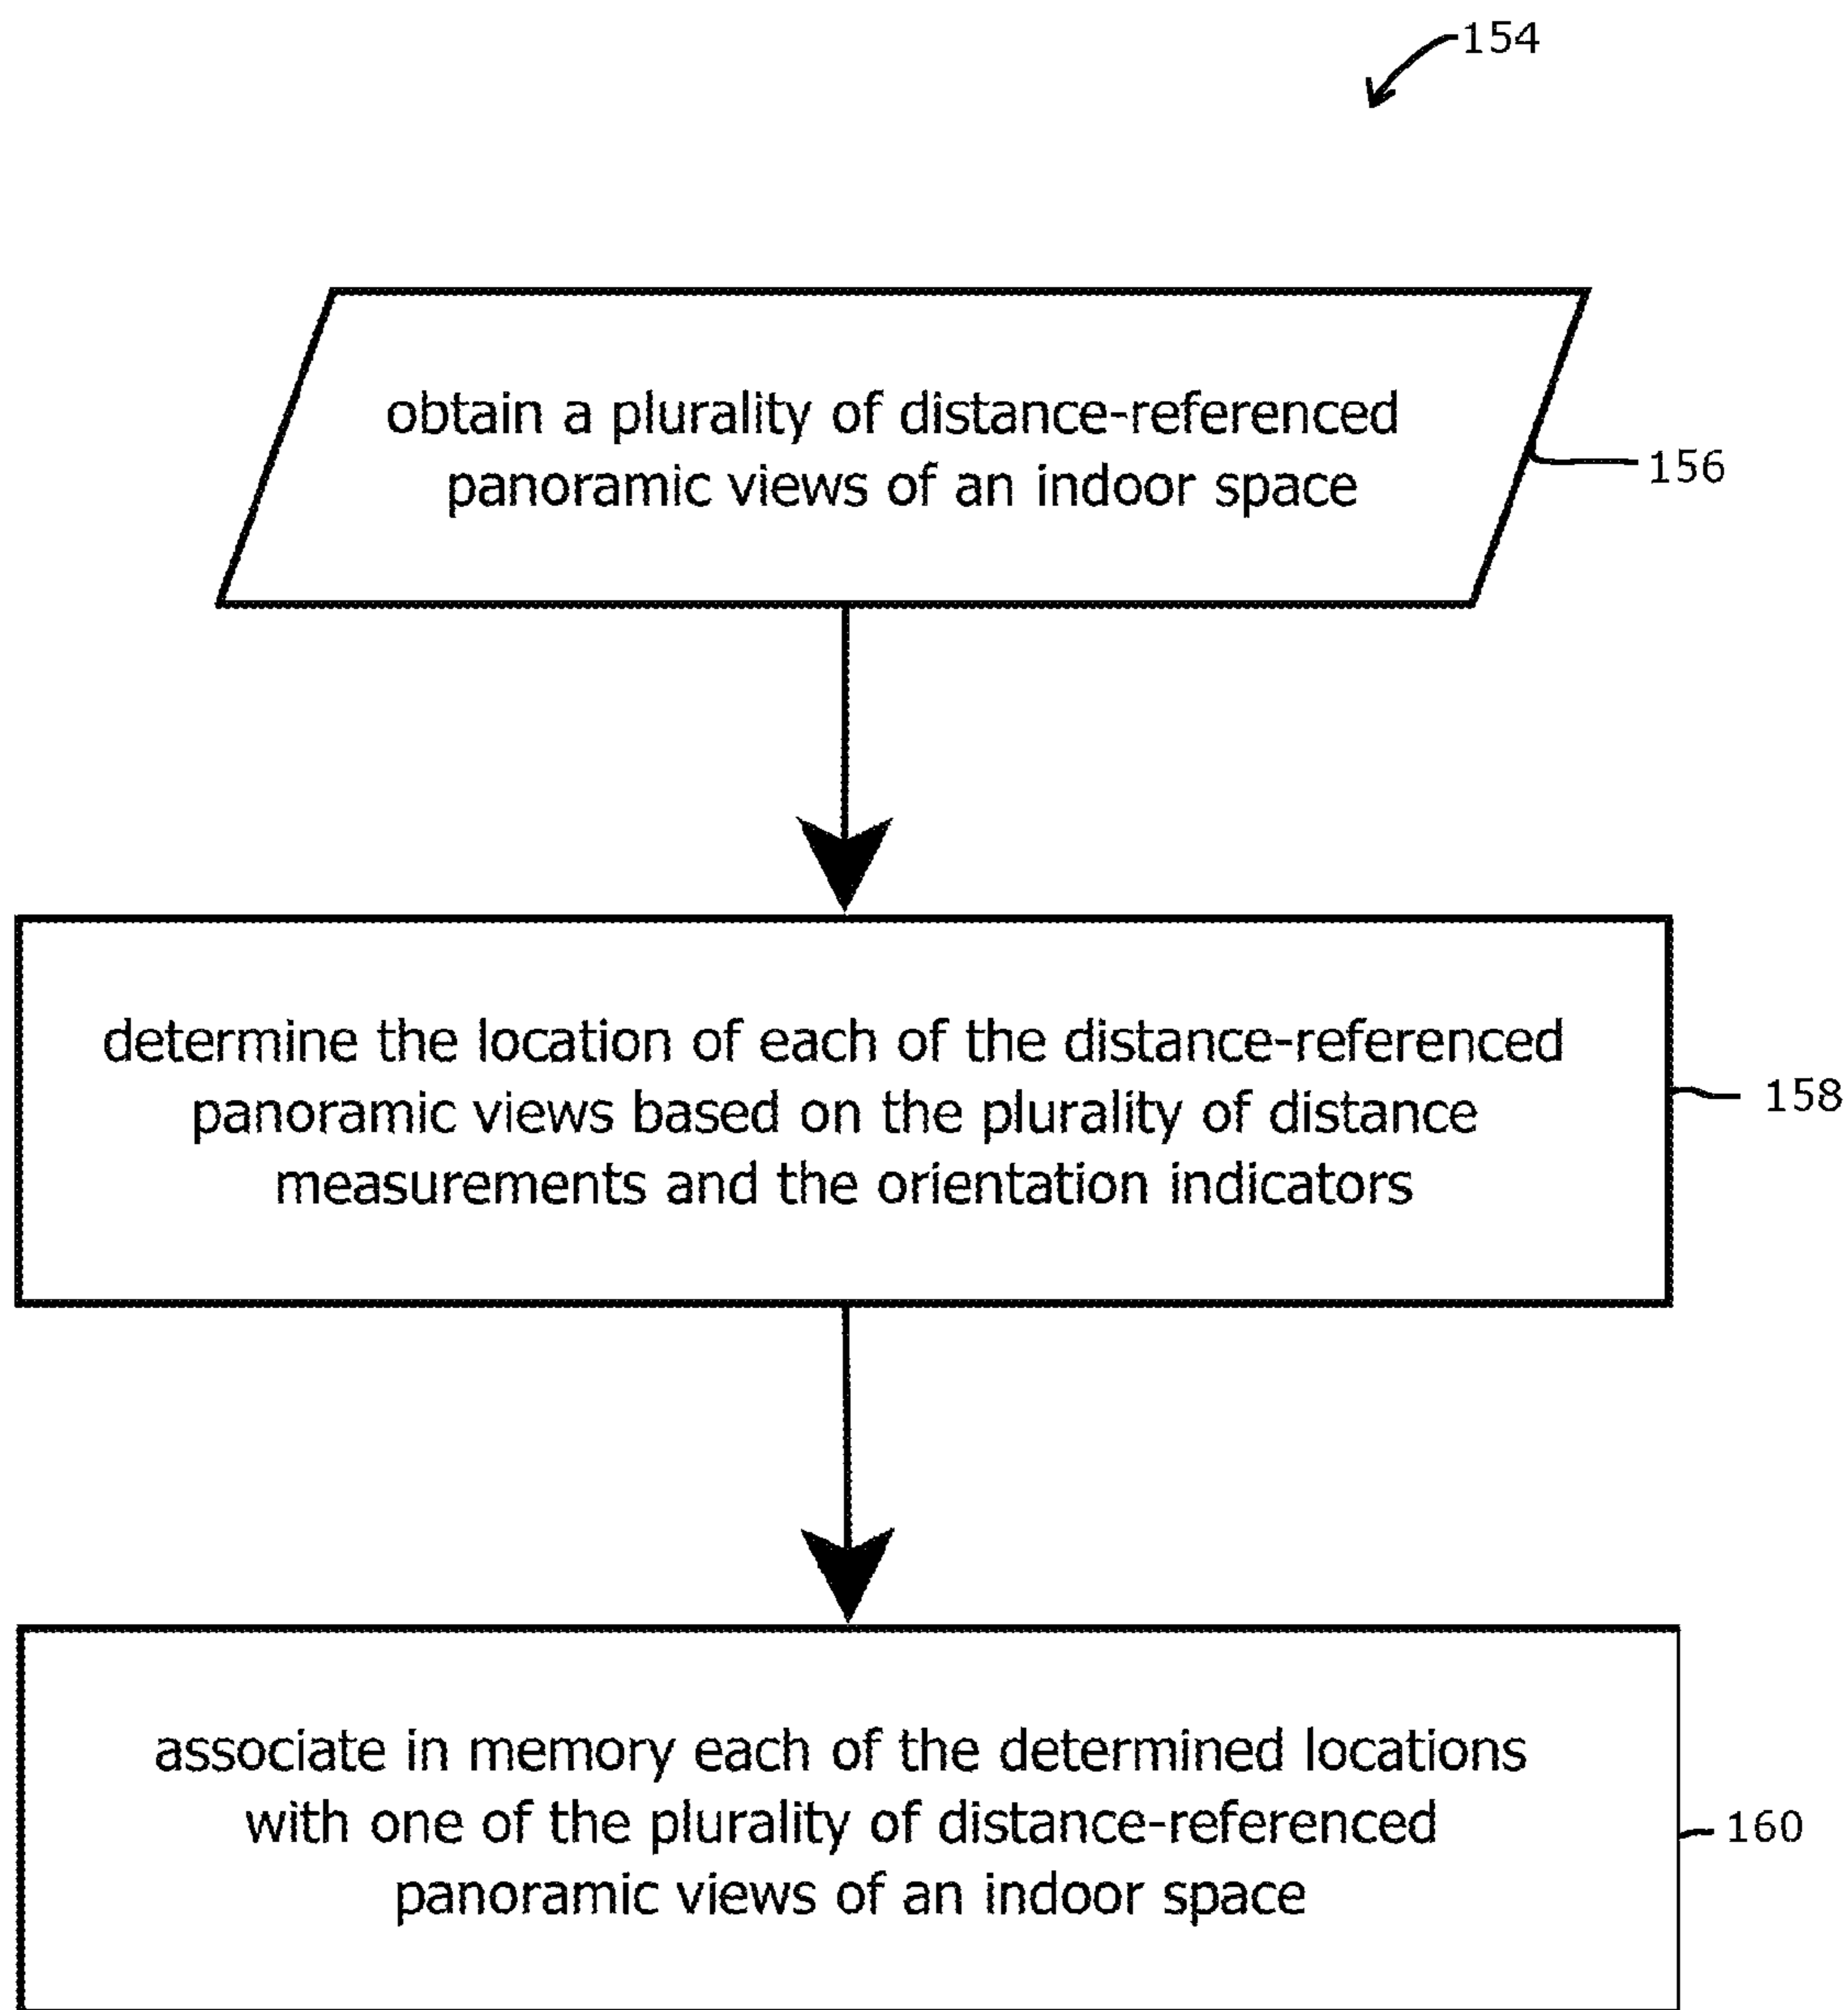 154
obtain a plurality of distance-referenced
panoramic views of an indoor space
156
determine the location of each of the distance-referenced
panoramic views based on the plurality of distance
measurements and the orientation indicators
158
associate in memory each of the determined locations
with one of the plurality of distance-referenced
panoramic views of an indoor space
160